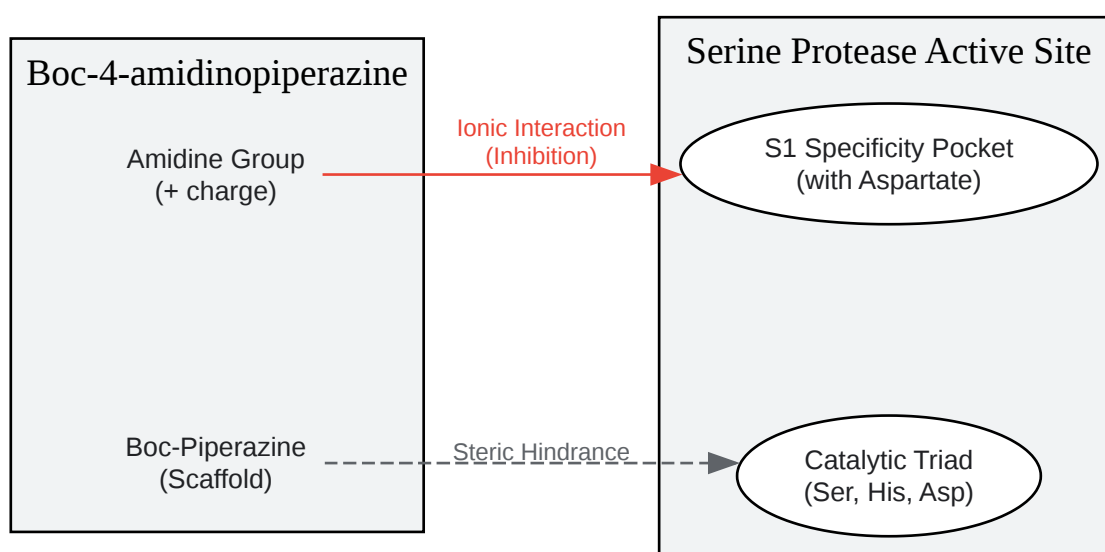 Boc-4-amidinopiperazine
Amidine Group
(+ charge)
Boc-Piperazine
(Scaffold)
Ionic Interaction
(Inhibition)
Steric Hindrance
Serine Protease Active Site
S1 Specificity Pocket
(with Aspartate)
Catalytic Triad
(Ser, His, Asp)